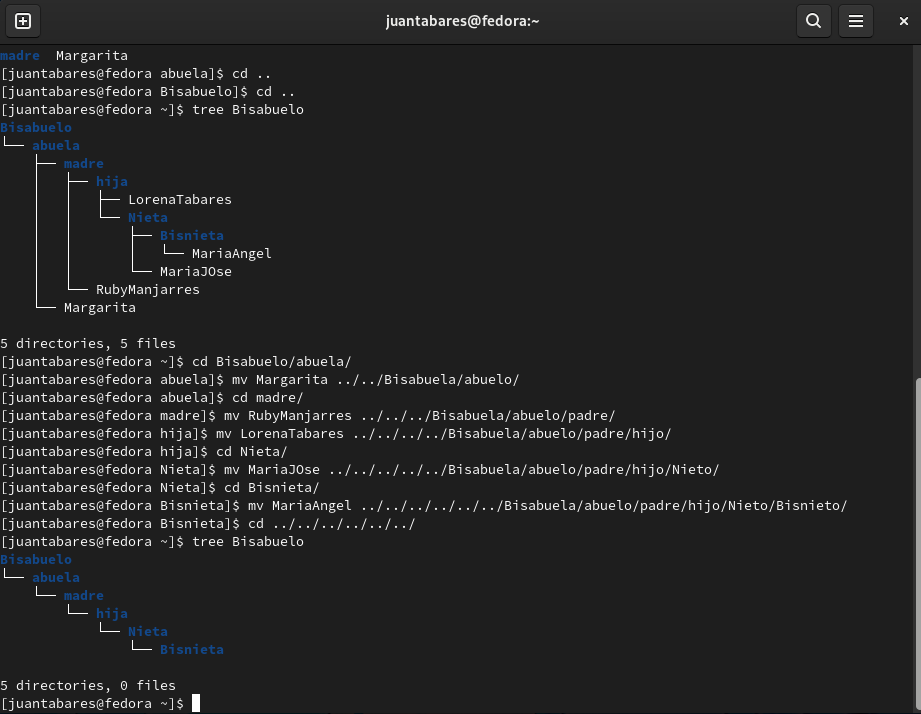 juantabares@fedora:~
madre  Margarita
[juantabares@fedora abuela]$ cd ..
[juantabares@fedora Bisabuelo]$ cd ..
[juantabares@fedora ~]$ tree Bisabuelo
Bisabuelo
└── abuela
    ├── madre
    │   ├── hija
    │   │   ├── LorenaTabares
    │   │   └── Nieta
    │   │       ├── Bisnieta
    │   │       │   └── MariaAngel
    │   │       └── MariaJOse
    │   └── RubyManjarres
    └── Margarita
5 directories, 5 files
[juantabares@fedora ~]$ cd Bisabuelo/abuela/
[juantabares@fedora abuela]$ mv Margarita ../../Bisabuela/abuelo/
[juantabares@fedora abuela]$ cd madre/
[juantabares@fedora madre]$ mv RubyManjarres ../../../Bisabuela/abuelo/padre/
[juantabares@fedora hija]$ mv LorenaTabares ../../../../Bisabuela/abuelo/padre/hijo/
[juantabares@fedora hija]$ cd Nieta/
[juantabares@fedora Nieta]$ mv MariaJOse ../../../../../Bisabuela/abuelo/padre/hijo/Nieto/
[juantabares@fedora Nieta]$ cd Bisnieta/
[juantabares@fedora Bisnieta]$ mv MariaAngel ../../../../../../Bisabuela/abuelo/padre/hijo/Nieto/Bisnieto/
[juantabares@fedora Bisnieta]$ cd ../../../../../../
[juantabares@fedora ~]$ tree Bisabuelo
Bisabuelo
└── abuela
    └── madre
        └── hija
            └── Nieta
                └── Bisnieta
5 directories, 0 files
[juantabares@fedora ~]$